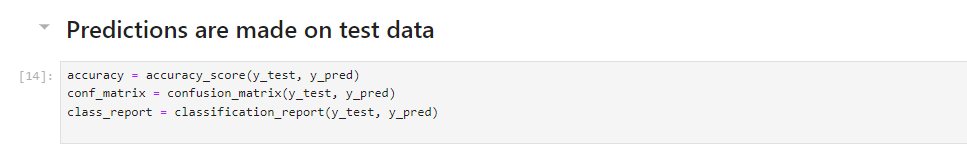 Predictions are made on test data
[14]: accuracy = accuracy_score(y_test, y_pred)
conf_matrix = confusion_matrix(y_test, y_pred)
class_report = classification_report(y_test, y_pred)